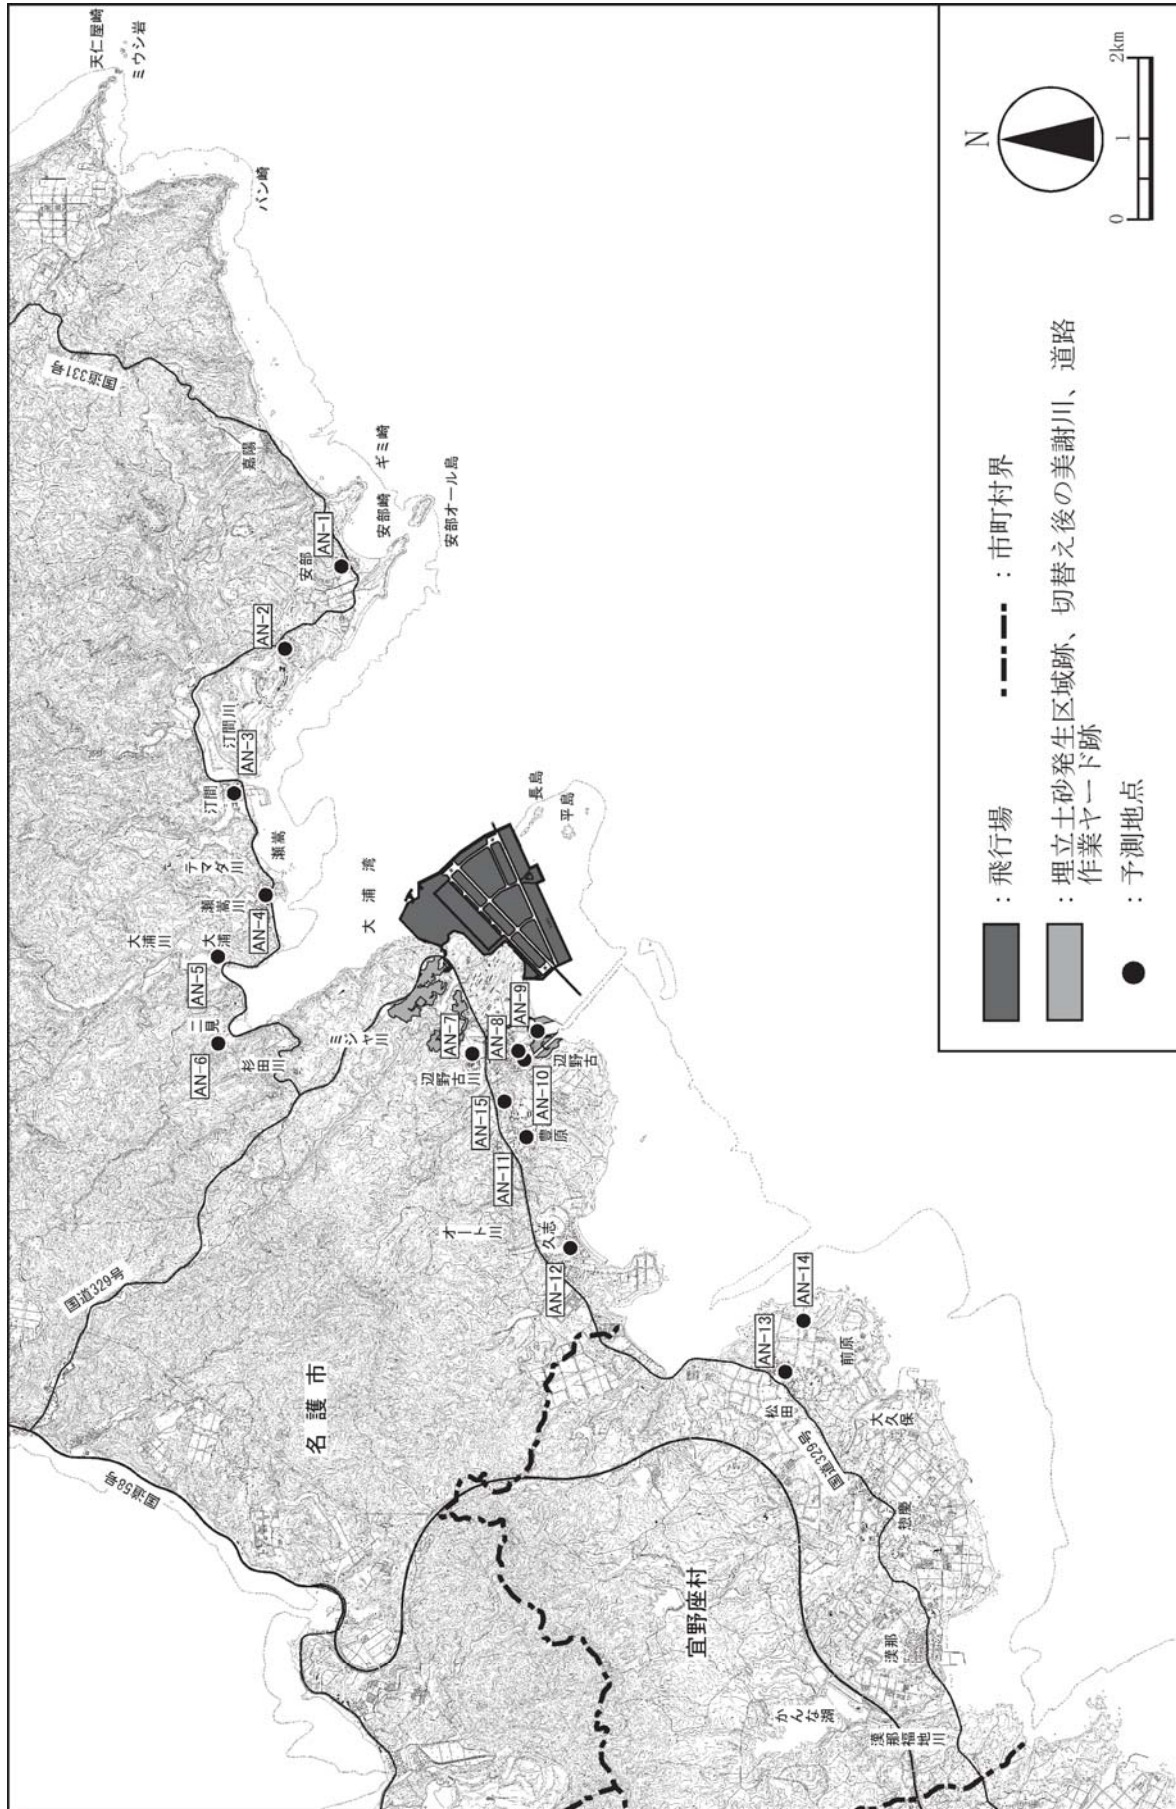 天仁屋崎
ミウシ岩
バン崎
国道331号
嘉陽
ギミ崎
安部崎
安部オール島
安部
AN-1
AN-2
汀間川
AN-3
汀間
テマダ川
瀬嵩
瀬嵩川
AN-4
大浦湾
大浦川
大浦
AN-5
二見
AN-6
杉田川
ミジャ川
長島
平島
AN-7
辺野古川
AN-8
AN-9
辺野古
AN-10
AN-15
豊原
AN-11
オート川
久志
AN-12
国道329号
名護市
国道58号
AN-13
AN-14
前原
松田
大久保
国道329号
惣慶
宜野座村
漢那
かんな湖
漢那福地川
N
0 1 2km
：飛行場
：市町村界
：埋立土砂発生区域跡、切替え後の美謝川、道路
作業ヤード跡
：予測地点